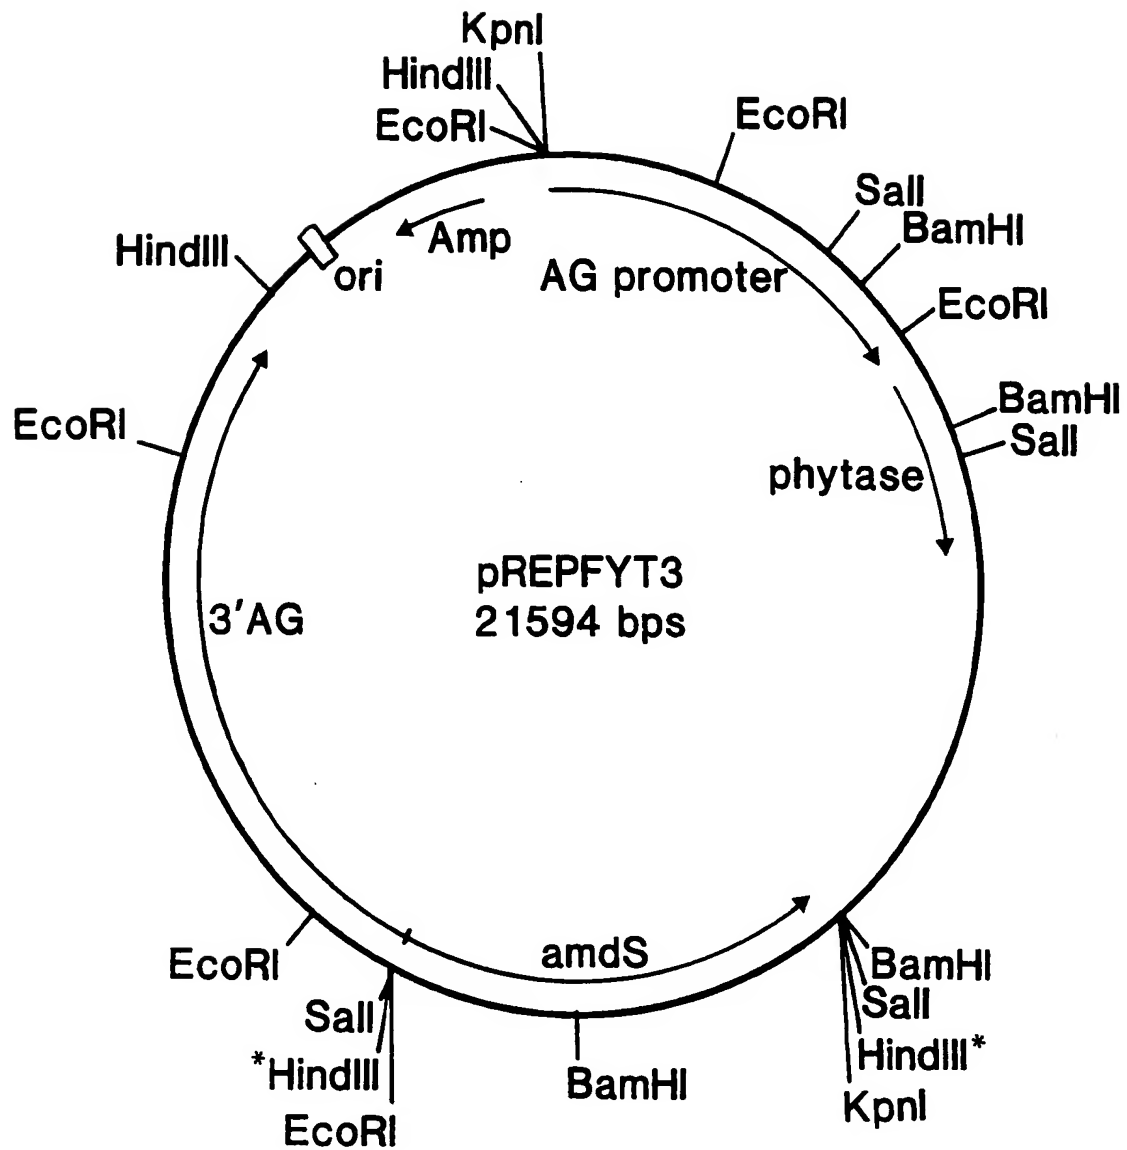 KpnI
HindIII
EcoRI
EcoRI
SalI
BamHI
EcoRI
BamHI
SalI
HindIII
ori
Amp
AG promoter
EcoRI
phytase
pREPFYT3
21594 bps
3'AG
amdS
EcoRI
SalI
*HindIII
EcoRI
BamHI
BamHI
SalI
HindIII*
KpnI